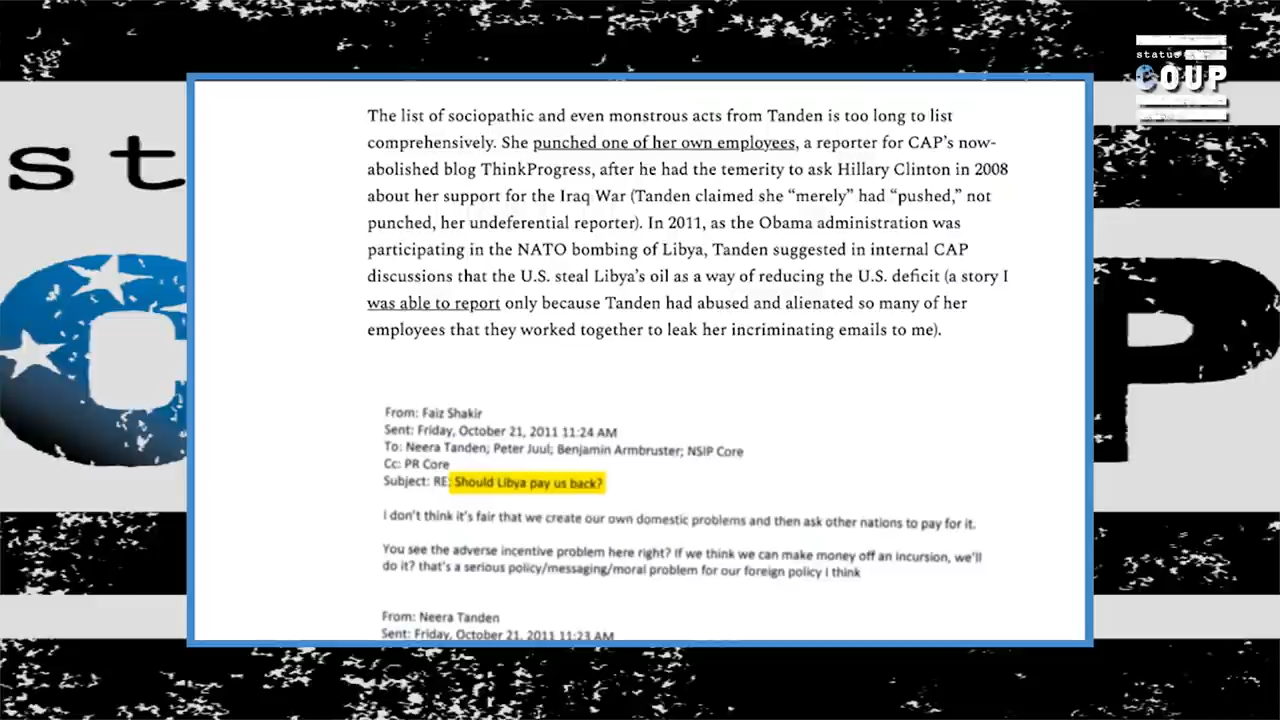 status
COUP
st
The list of sociopathic and even monstrous acts from Tanden is too long to list
comprehensively. She punched one of her own employees, a reporter for CAP’s now-
abolished blog ThinkProgress, after he had the temerity to ask Hillary Clinton in 2008
about her support for the Iraq War (Tanden claimed she “merely” had “pushed,” not
punched, her undeferential reporter). In 2011, as the Obama administration was
participating in the NATO bombing of Libya, Tanden suggested in internal CAP
discussions that the U.S. steal Libya’s oil as a way of reducing the U.S. deficit (a story I
was able to report only because Tanden had abused and alienated so many of her
employees that they worked together to leak her incriminating emails to me).
C
P
From: Faiz Shakir
Sent: Friday, October 21, 2011 11:24 AM
To: Neera Tanden; Peter Juul; Benjamin Armbruster; NSIP Core
Cc: PR Core
Subject: RE: Should Libya pay us back?
I don't think it's fair that we create our own domestic problems and then ask other nations to pay for it.
You see the adverse incentive problem here right? If we think we can make money off an incursion, we'll
do it? that's a serious policy/messaging/moral problem for our foreign policy I think
From: Neera Tanden
Sent: Friday, October 21, 2011 11:23 AM